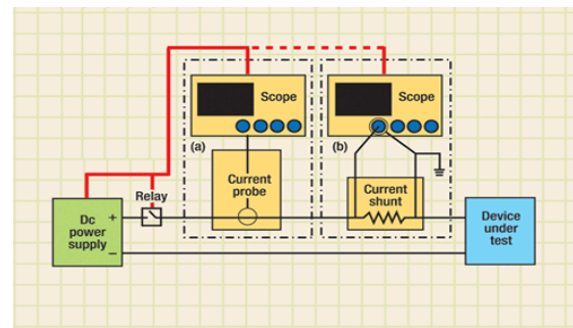 Scope
Scope
(a)
(b)
Current
probe
Current
shunt
Relay
Dc
power
supply
+
–
Device
under
test